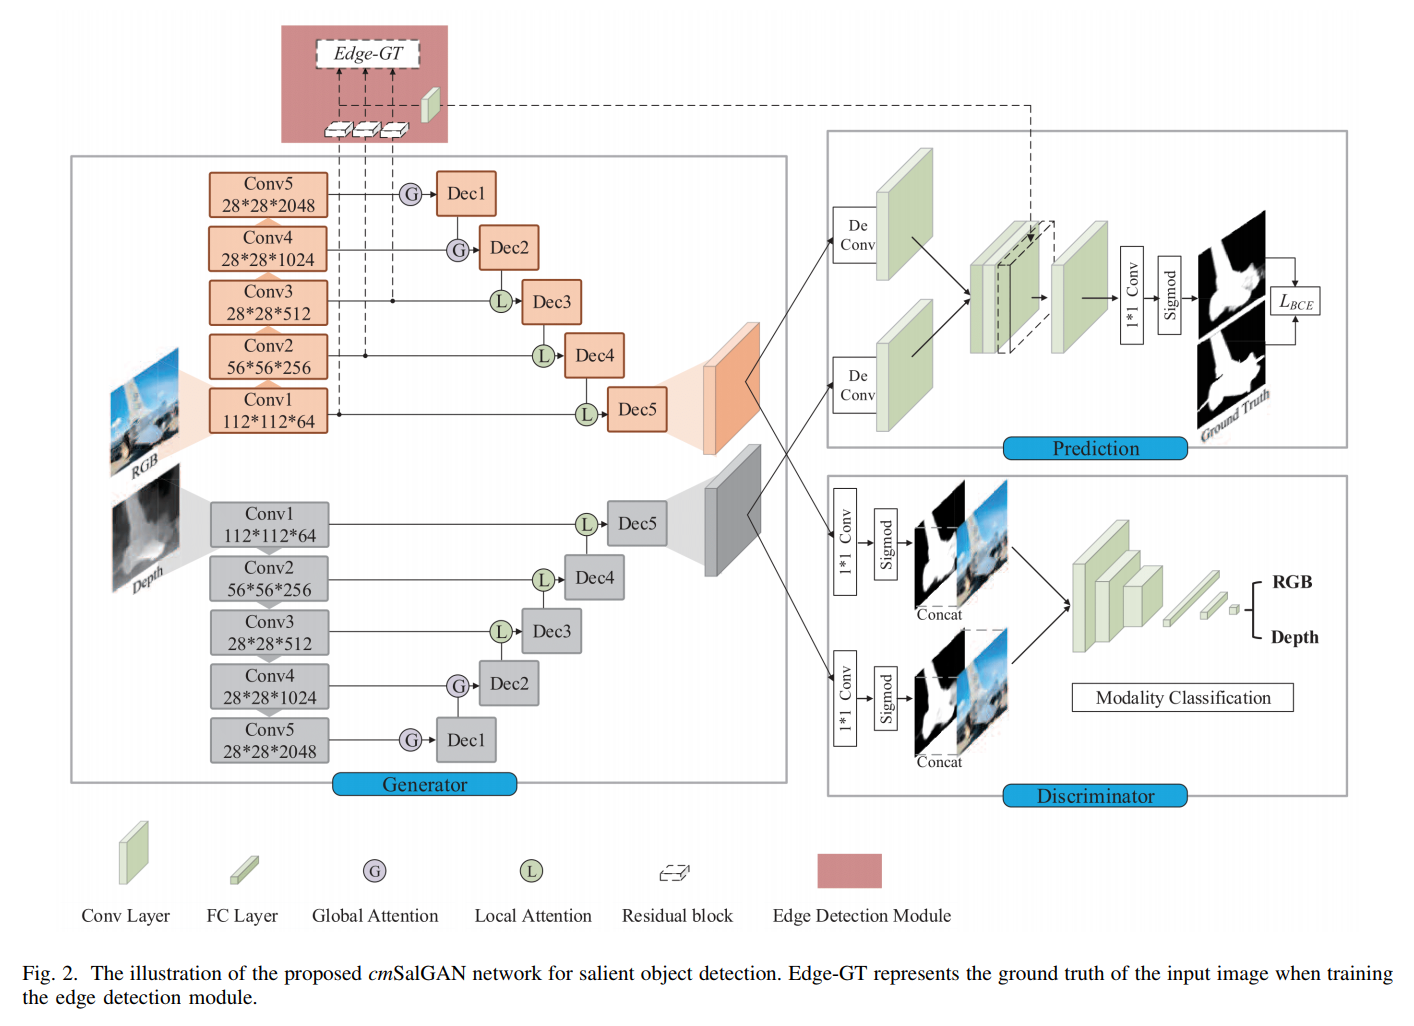 Edge-GT
Conv5
28*28*2048
G
Dec1
Conv4
28*28*1024
G
Dec2
Conv3
28*28*512
L
Dec3
Conv2
56*56*256
L
Dec4
Conv1
112*112*64
L
Dec5
RGB
Depth
Conv1
112*112*64
L
Dec5
Conv2
56*56*256
L
Dec4
Conv3
28*28*512
L
Dec3
Conv4
28*28*1024
G
Dec2
Conv5
28*28*2048
G
Dec1
Generator
De
Conv
De
Conv
1*1 Conv
Sigmod
L_BCE
Ground Truth
Prediction
1*1 Conv
Sigmod
Concat
1*1 Conv
Sigmod
Concat
RGB
Depth
Modality Classification
Discriminator
G
L
Conv Layer
FC Layer
Global Attention
Local Attention
Residual block
Edge Detection Module
Fig. 2. The illustration of the proposed cmSalGAN network for salient object detection. Edge-GT represents the ground truth of the input image when training
the edge detection module.